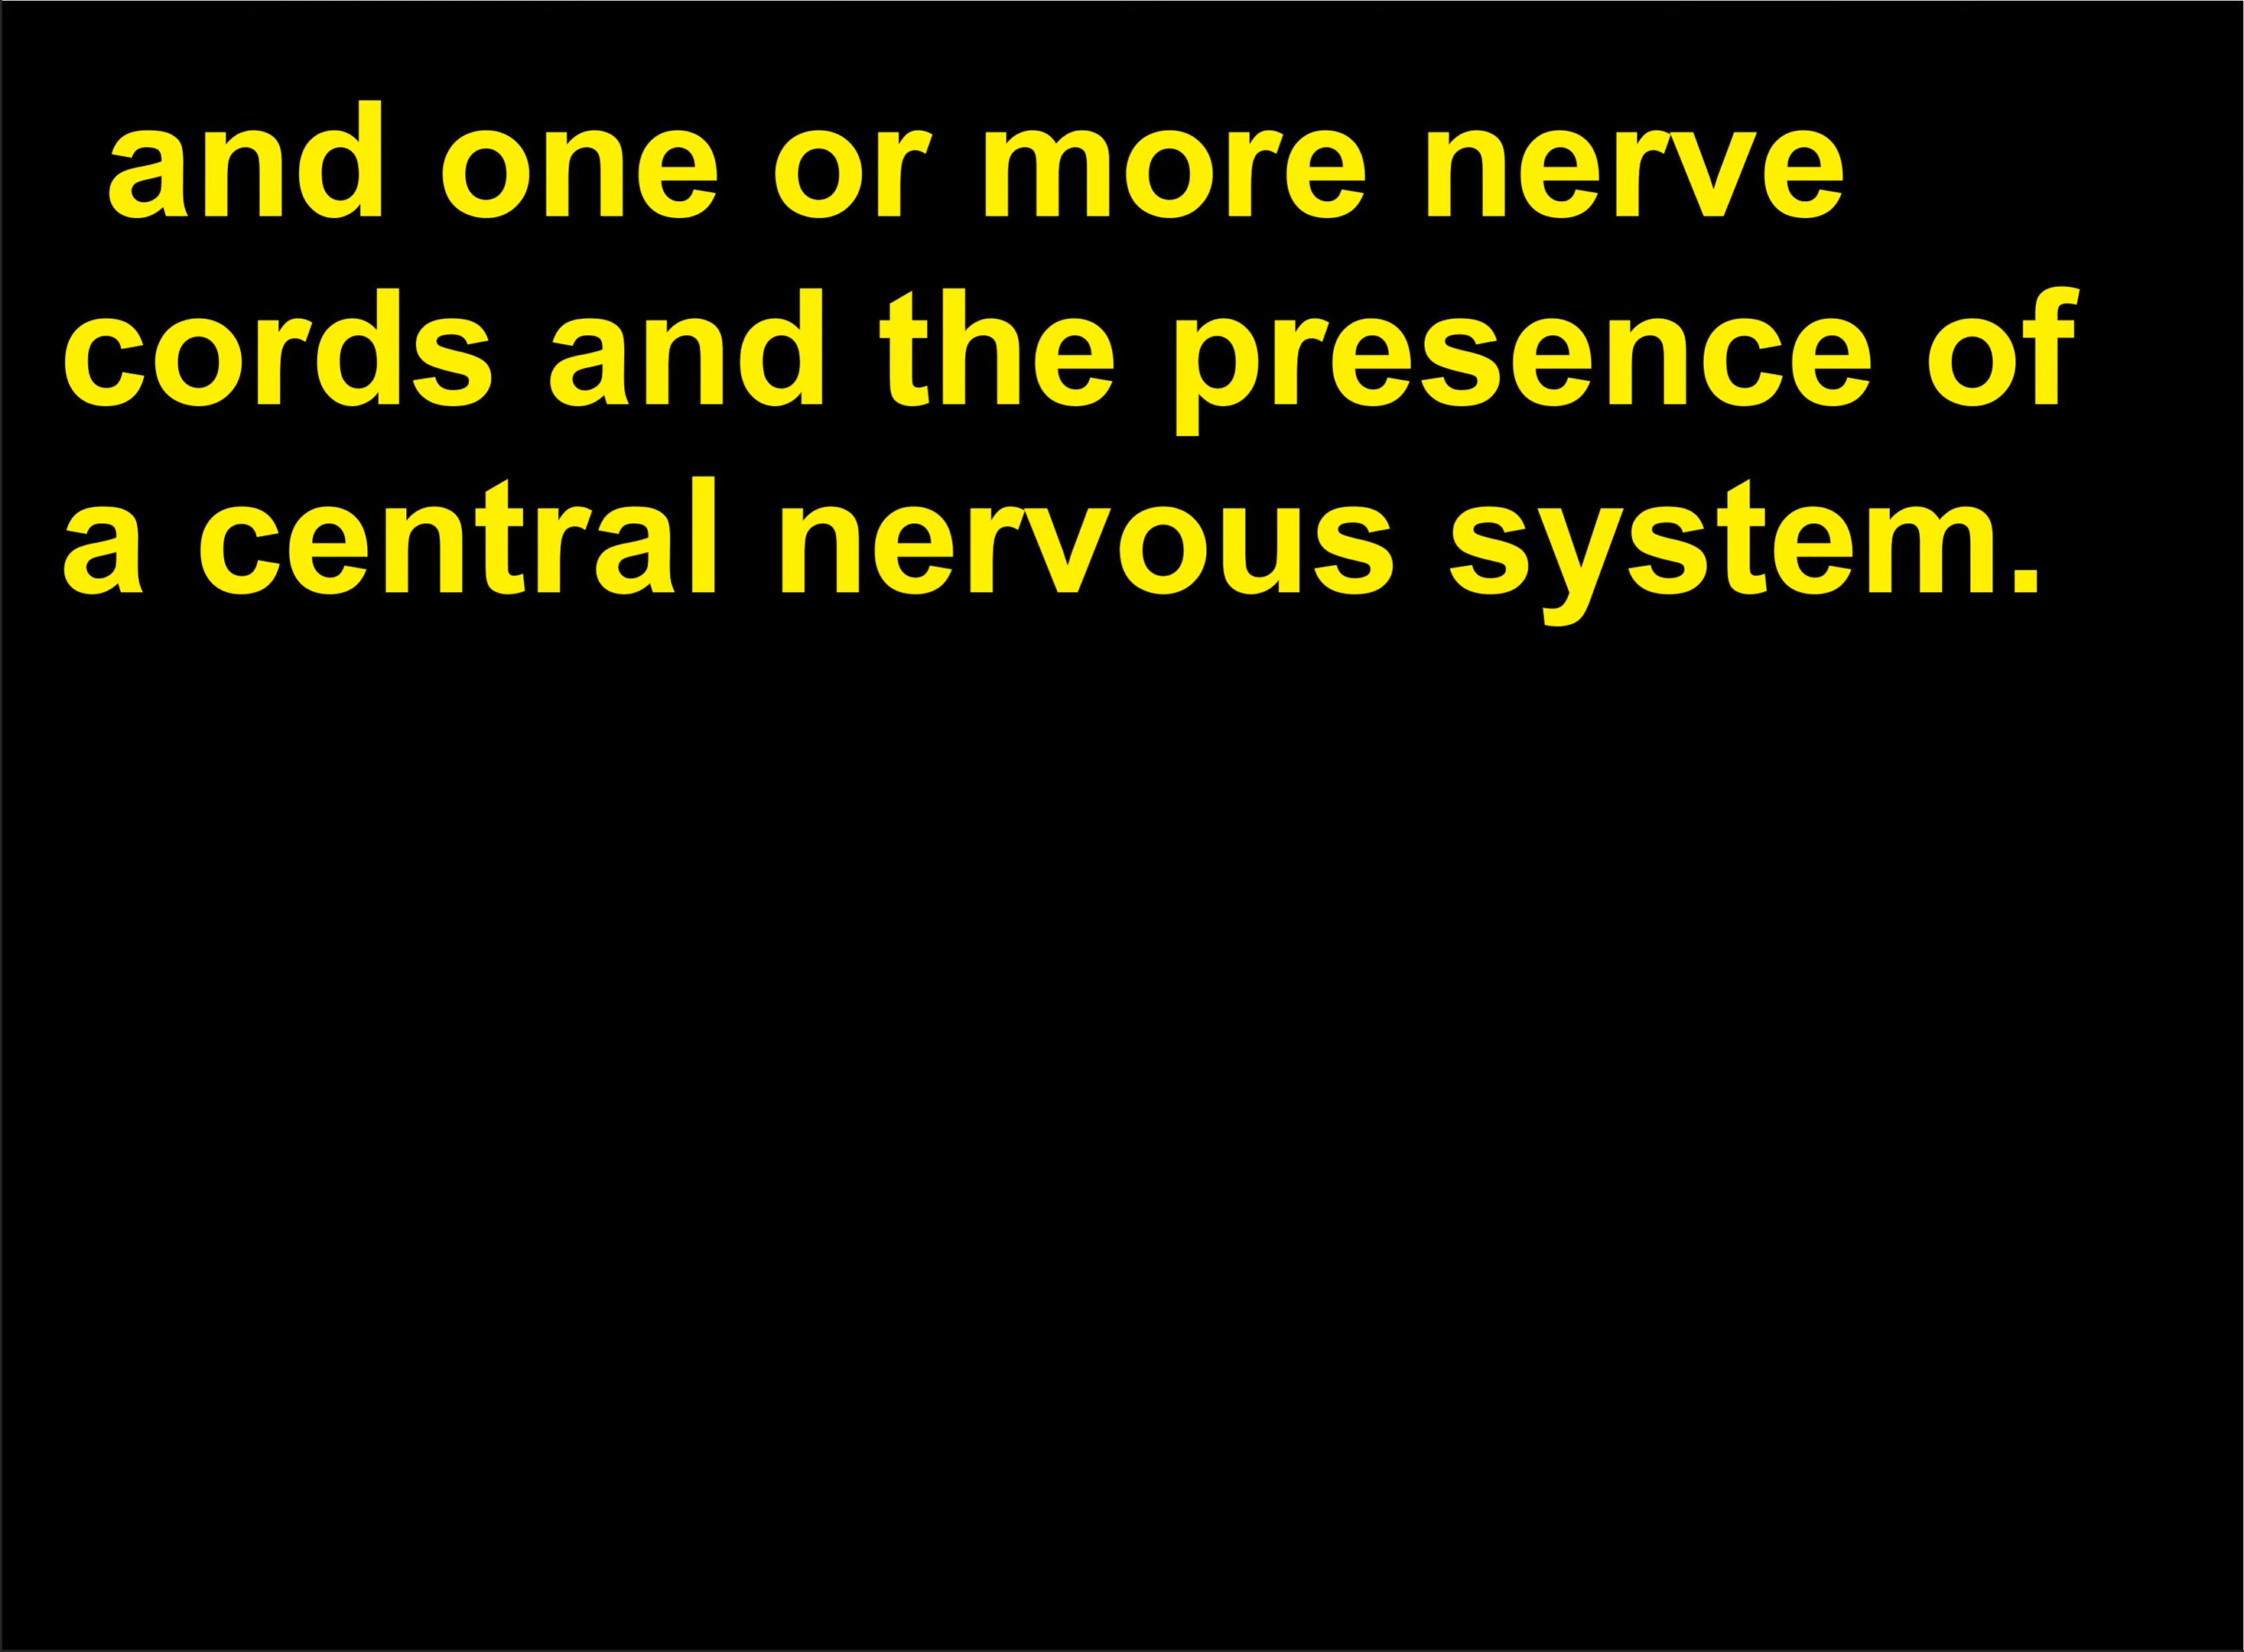 and one or more nerve
cords and the presence of
a central nervous system.